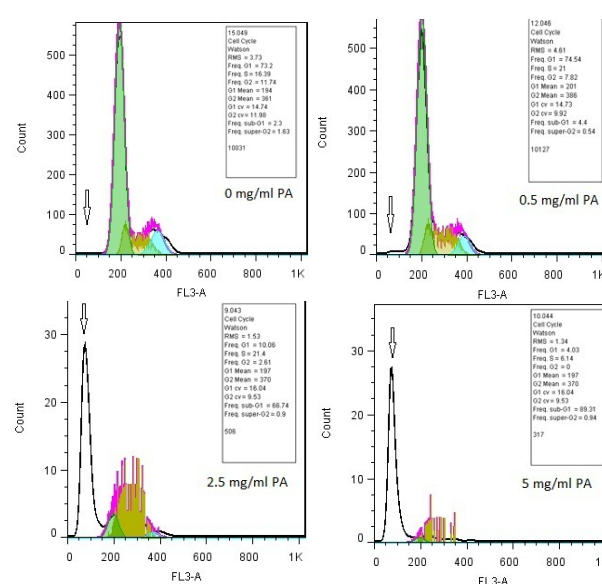 15.049
Cell Cycle
Watson
RMS = 3.73
Freq. G1 = 73.2
Freq. S = 16.39
Freq. G2 = 11.74
G1 Mean = 194
G2 Mean = 361
G1 cv = 14.74
G2 cv = 11.98
Freq. sub-G1 = 2.3
Freq. super-G2 = 1.63
10031
0 mg/ml PA
Count
500
400
300
200
100
0
0 200 400 600 800 1K
FL3-A
12.046
Cell Cycle
Watson
RMS = 4.61
Freq. G1 = 74.54
Freq. S = 21
Freq. G2 = 7.82
G1 Mean = 201
G2 Mean = 386
G1 cv = 14.73
G2 cv = 9.92
Freq. sub-G1 = 4.4
Freq. super-G2 = 0.54
10127
0.5 mg/ml PA
Count
500
400
300
200
100
0
0 200 400 600 800 1K
FL3-A
9.043
Cell Cycle
Watson
RMS = 1.53
Freq. G1 = 10.06
Freq. S = 21.4
Freq. G2 = 2.61
G1 Mean = 197
G2 Mean = 370
G1 cv = 16.04
G2 cv = 9.53
Freq. sub-G1 = 66.74
Freq. super-G2 = 0.9
506
2.5 mg/ml PA
Count
30
20
10
0
0 200 400 600 800 1K
FL3-A
10.044
Cell Cycle
Watson
RMS = 1.34
Freq. G1 = 4.03
Freq. S = 6.14
Freq. G2 = 0
G1 Mean = 197
G2 Mean = 370
G1 cv = 16.04
G2 cv = 9.53
Freq. sub-G1 = 89.31
Freq. super-G2 = 0.94
317
5 mg/ml PA
Count
30
20
10
0
0 200 400 600 800 1K
FL3-A